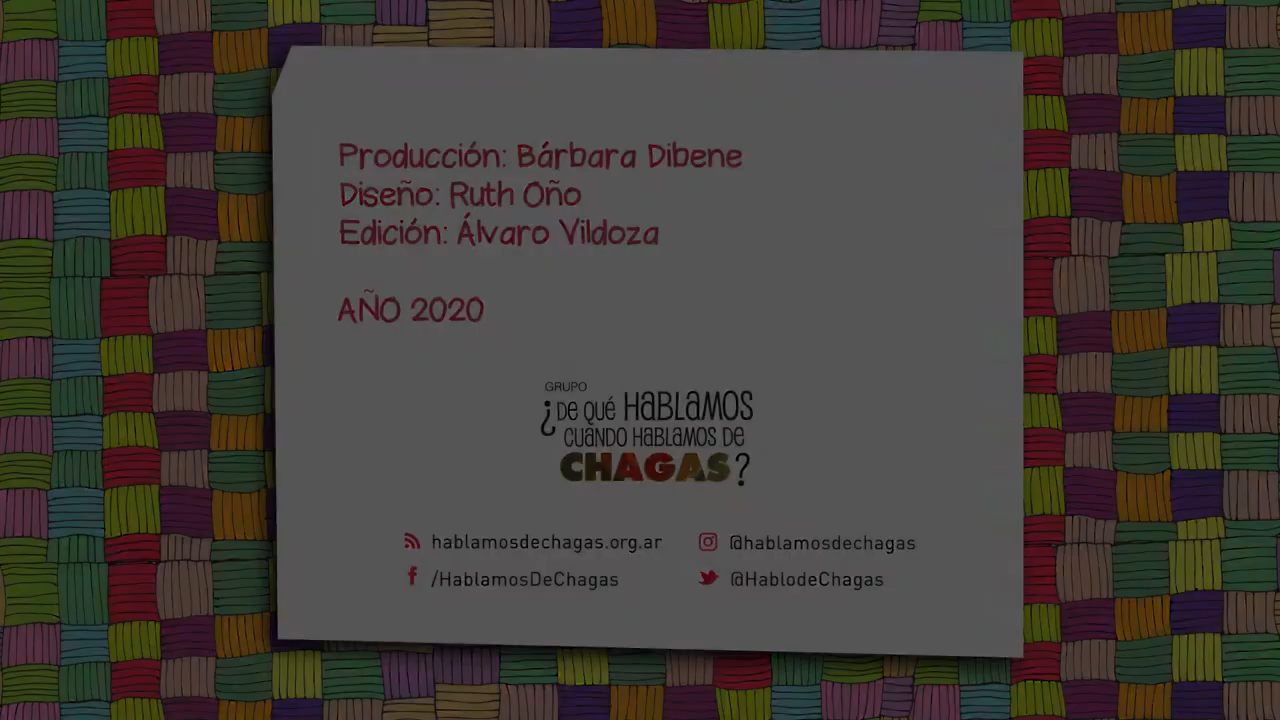 Producción: Bárbara Dibene
Diseño: Ruth Oño
Edición: Álvaro Vildoza
AÑO 2020
GRUPO
¿DE QUÉ HABLAMOS
CUANDO HABLAMOS DE
CHAGAS?
hablamosdechagas.org.ar
@hablamosdechagas
/HablamosDeChagas
@HablodeChagas